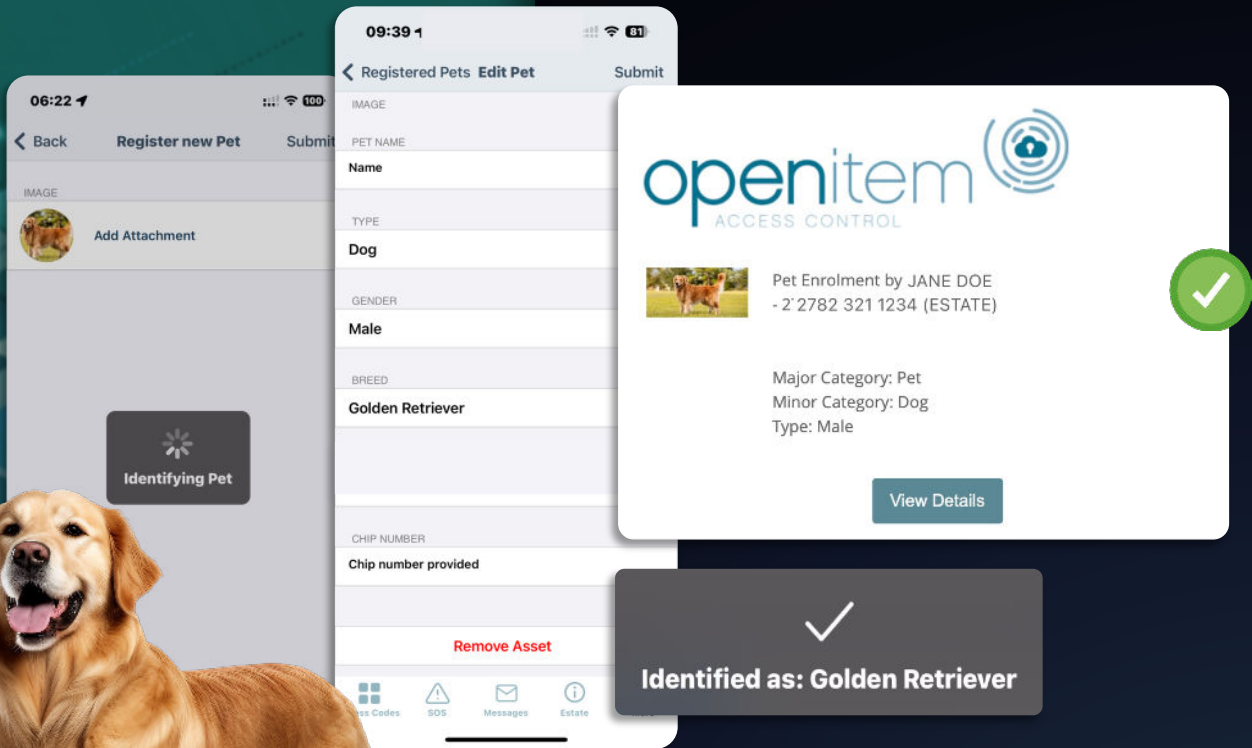 06:22
100
Back
Register new Pet
Submit
IMAGE
Add Attachment
Identifying Pet
09:39
81
Registered Pets
Edit Pet
Submit
IMAGE
PET NAME
Name
TYPE
Dog
GENDER
Male
BREED
Golden Retriever
CHIP NUMBER
Chip number provided
Remove Asset
Codes
SOS
Messages
Estate
openitem
ACCESS CONTROL
Pet Enrolment by JANE DOE
- 2 2782 321 1234 (ESTATE)
Major Category: Pet
Minor Category: Dog
Type: Male
View Details
Identified as: Golden Retriever